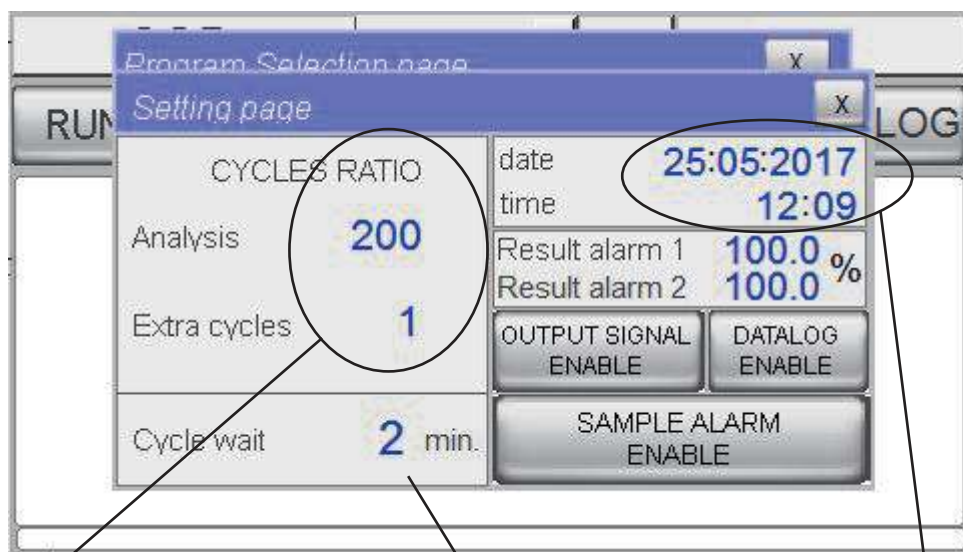 Program Selection page X
Setting page X
RUN
LOG
CYCLES RATIO
Analysis 200
Extra cycles 1
Cycle wait 2 min.
date 25:05:2017
time 12:09
Result alarm 1 100.0 %
Result alarm 2 100.0
OUTPUT SIGNAL
ENABLE
DATALOG
ENABLE
SAMPLE ALARM
ENABLE